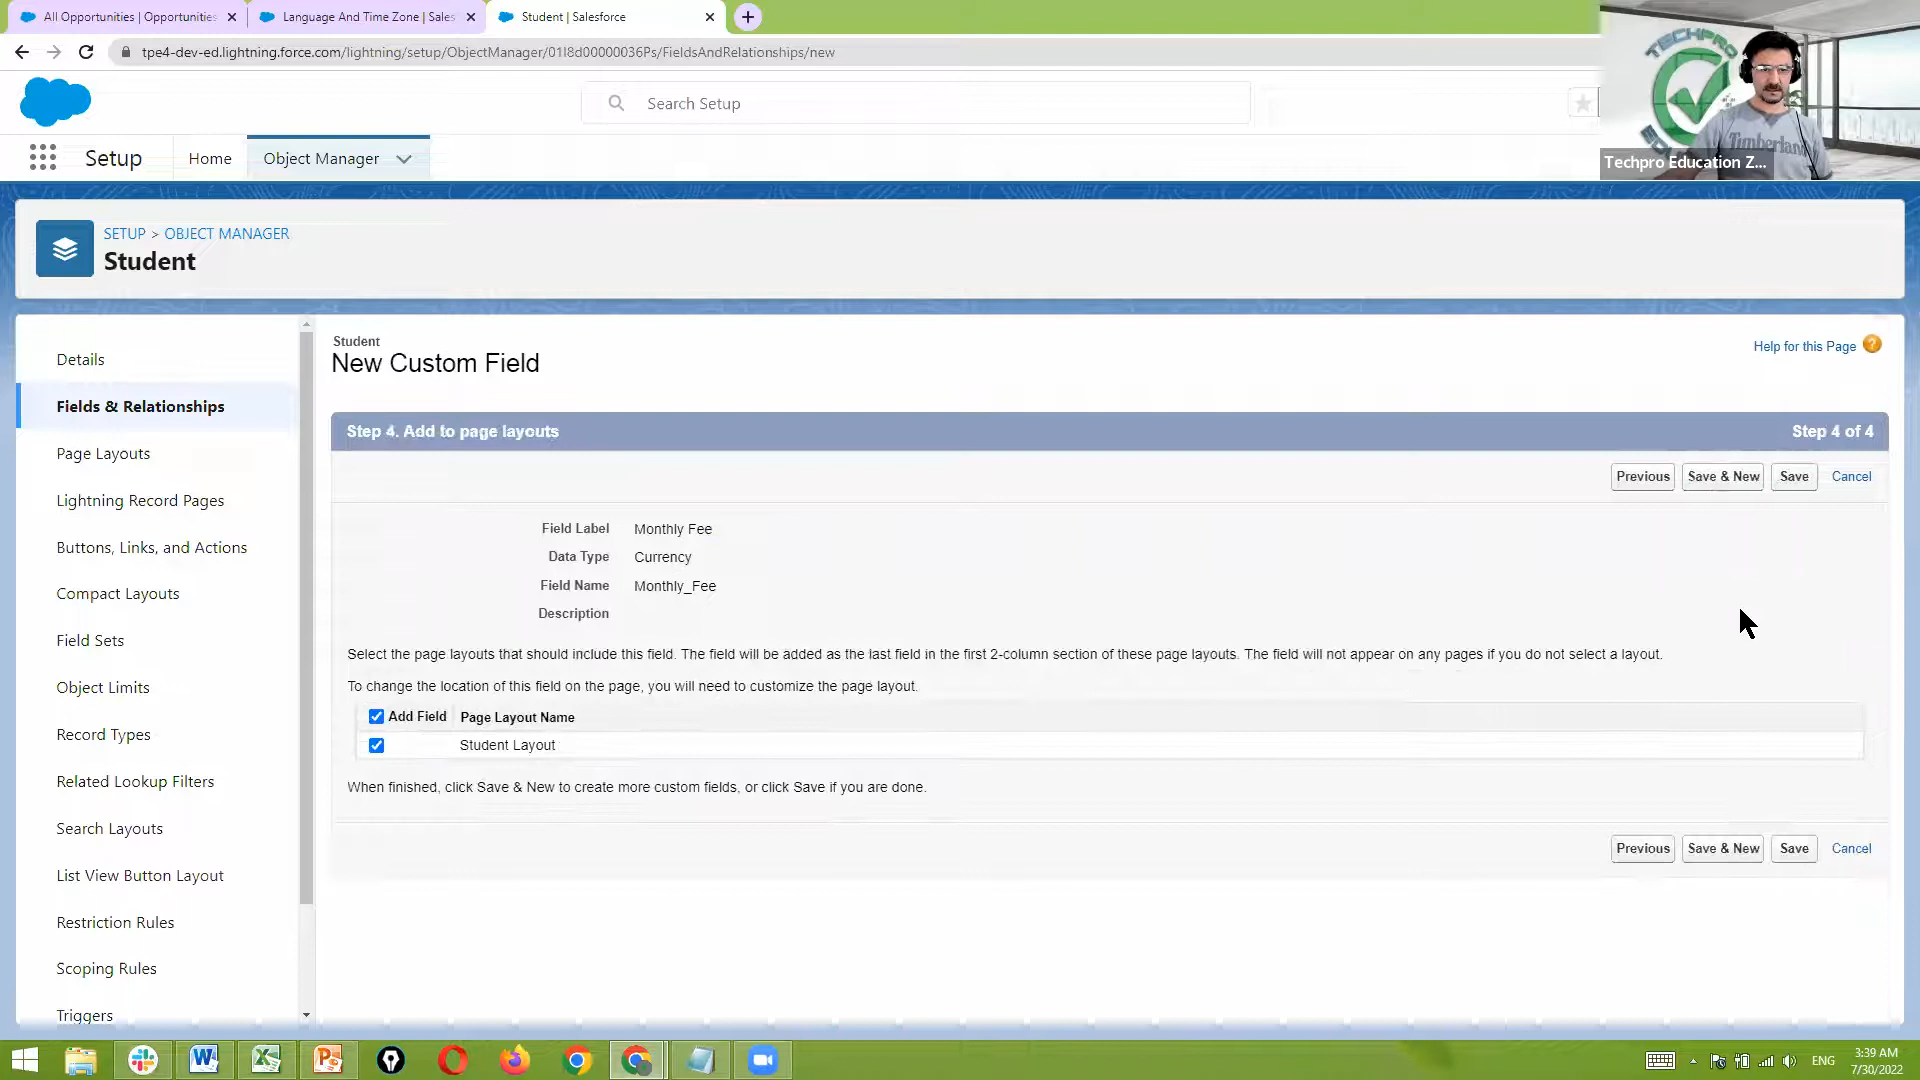 All Opportunities | Opportunities
Language And Time Zone | Sales
Student | Salesforce
tpe4-dev-ed.lightning.force.com/lightning/setup/ObjectManager/01I8d00000036Ps/FieldsAndRelationships/new
Search Setup
TECHPRO
Timberland
Techpro Education Z...
Setup
Home
Object Manager
SETUP > OBJECT MANAGER
Student
Details
Fields & Relationships
Page Layouts
Lightning Record Pages
Buttons, Links, and Actions
Compact Layouts
Field Sets
Object Limits
Record Types
Related Lookup Filters
Search Layouts
List View Button Layout
Restriction Rules
Scoping Rules
Triggers
Student
New Custom Field
Help for this Page
Step 4. Add to page layouts
Step 4 of 4
Previous Save & New Save Cancel
Field Label Monthly Fee
Data Type Currency
Field Name Monthly_Fee
Description
Select the page layouts that should include this field. The field will be added as the last field in the first 2-column section of these page layouts. The field will not appear on any pages if you do not select a layout.
To change the location of this field on the page, you will need to customize the page layout.
Add Field Page Layout Name
Student Layout
When finished, click Save & New to create more custom fields, or click Save if you are done.
Previous Save & New Save Cancel
ENG
3:39 AM
7/30/2022